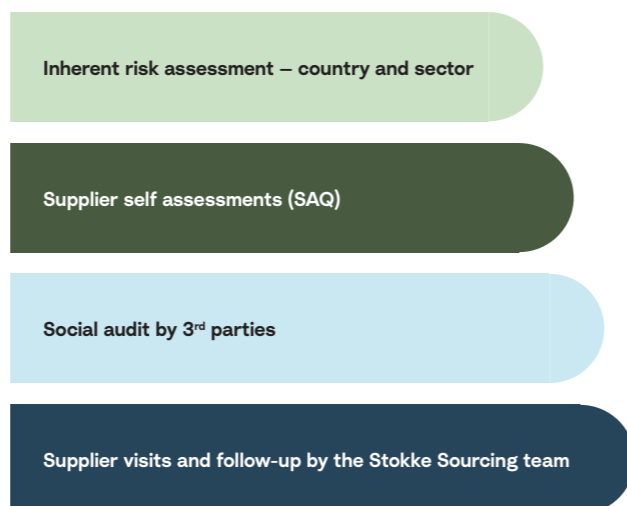 Inherent risk assessment – country and sector
Supplier self assessments (SAQ)
Social audit by 3rd parties
Supplier visits and follow-up by the Stokke Sourcing team